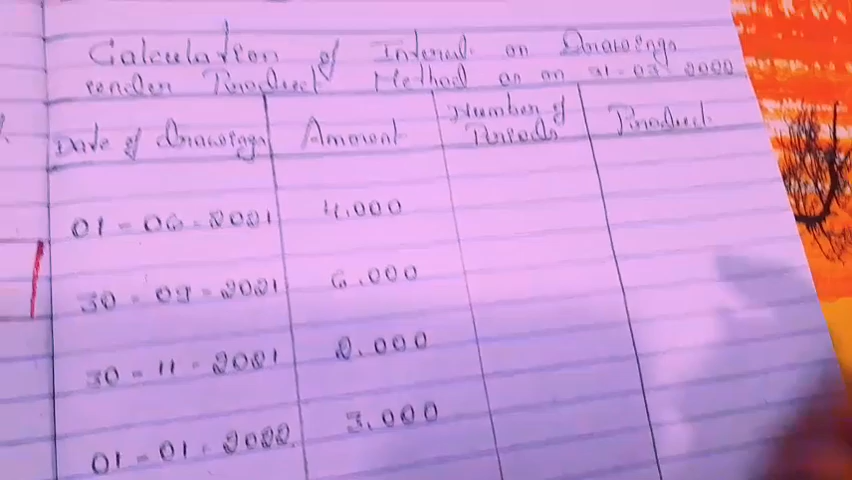 Calculation of Interest on Drawings
under Product Method as on 31-03-2022
Date of Drawings Amount Number of Periods Product
01-06-2021 4,000
30-09-2021 6,000
30-11-2021 2,000
01-01-2022 3,000